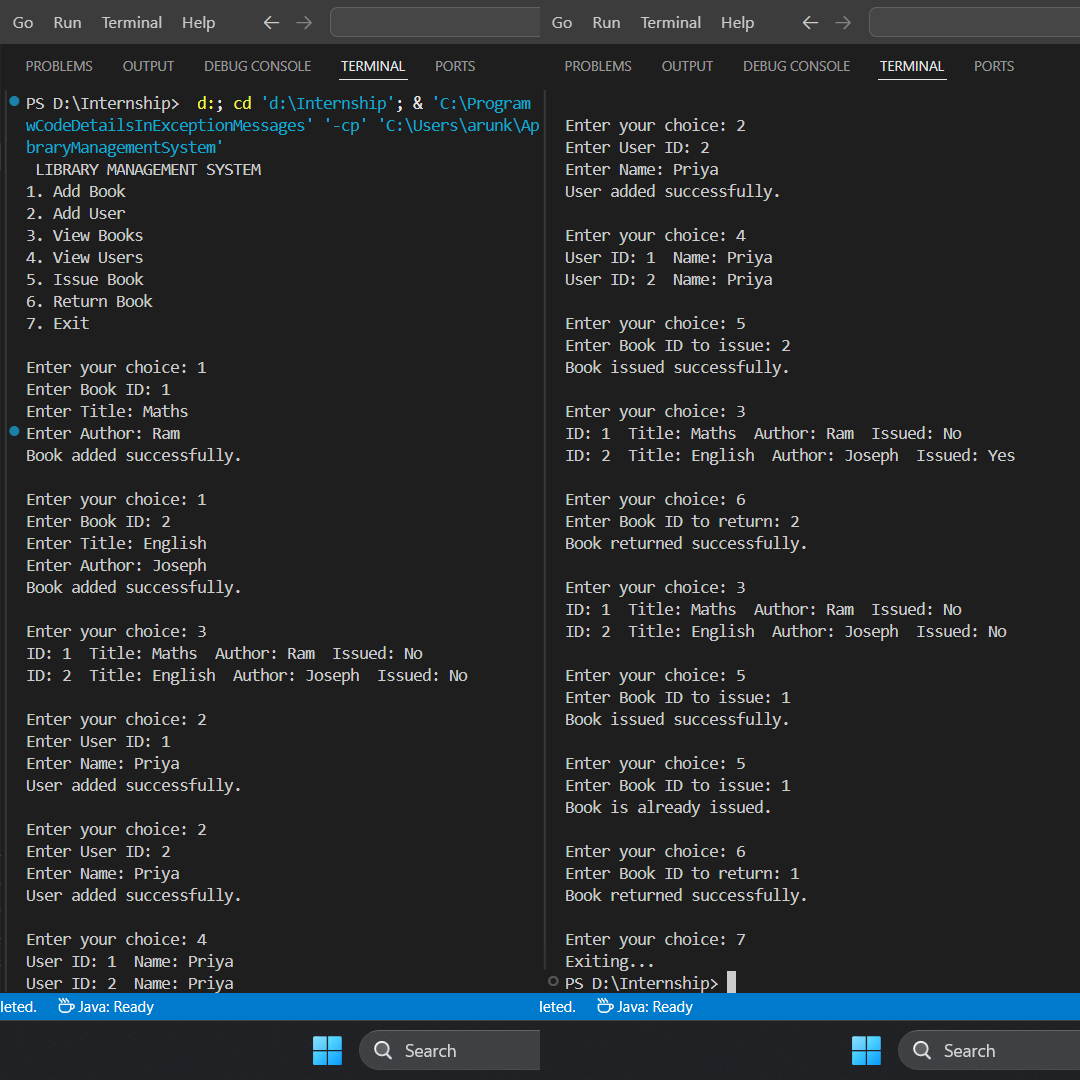 Go Run Terminal Help
PROBLEMS OUTPUT DEBUG CONSOLE TERMINAL PORTS
PS D:\Internship> d:; cd 'd:\Internship'; & 'C:\Program
wCodeDetailsInExceptionMessages' '-cp' 'C:\Users\arunk\Ap
braryManagementSystem'
LIBRARY MANAGEMENT SYSTEM
1. Add Book
2. Add User
3. View Books
4. View Users
5. Issue Book
6. Return Book
7. Exit
Enter your choice: 1
Enter Book ID: 1
Enter Title: Maths
Enter Author: Ram
Book added successfully.
Enter your choice: 1
Enter Book ID: 2
Enter Title: English
Enter Author: Joseph
Book added successfully.
Enter your choice: 3
ID: 1 Title: Maths Author: Ram Issued: No
ID: 2 Title: English Author: Joseph Issued: No
Enter your choice: 2
Enter User ID: 1
Enter Name: Priya
User added successfully.
Enter your choice: 2
Enter User ID: 2
Enter Name: Priya
User added successfully.
Enter your choice: 4
User ID: 1 Name: Priya
User ID: 2 Name: Priya
leted. Java: Ready
Search
Go Run Terminal Help
PROBLEMS OUTPUT DEBUG CONSOLE TERMINAL PORTS
Enter your choice: 2
Enter User ID: 2
Enter Name: Priya
User added successfully.
Enter your choice: 4
User ID: 1 Name: Priya
User ID: 2 Name: Priya
Enter your choice: 5
Enter Book ID to issue: 2
Book issued successfully.
Enter your choice: 3
ID: 1 Title: Maths Author: Ram Issued: No
ID: 2 Title: English Author: Joseph Issued: Yes
Enter your choice: 6
Enter Book ID to return: 2
Book returned successfully.
Enter your choice: 3
ID: 1 Title: Maths Author: Ram Issued: No
ID: 2 Title: English Author: Joseph Issued: No
Enter your choice: 5
Enter Book ID to issue: 1
Book issued successfully.
Enter your choice: 5
Enter Book ID to issue: 1
Book is already issued.
Enter your choice: 6
Enter Book ID to return: 1
Book returned successfully.
Enter your choice: 7
Exiting...
PS D:\Internship>
leted. Java: Ready
Search